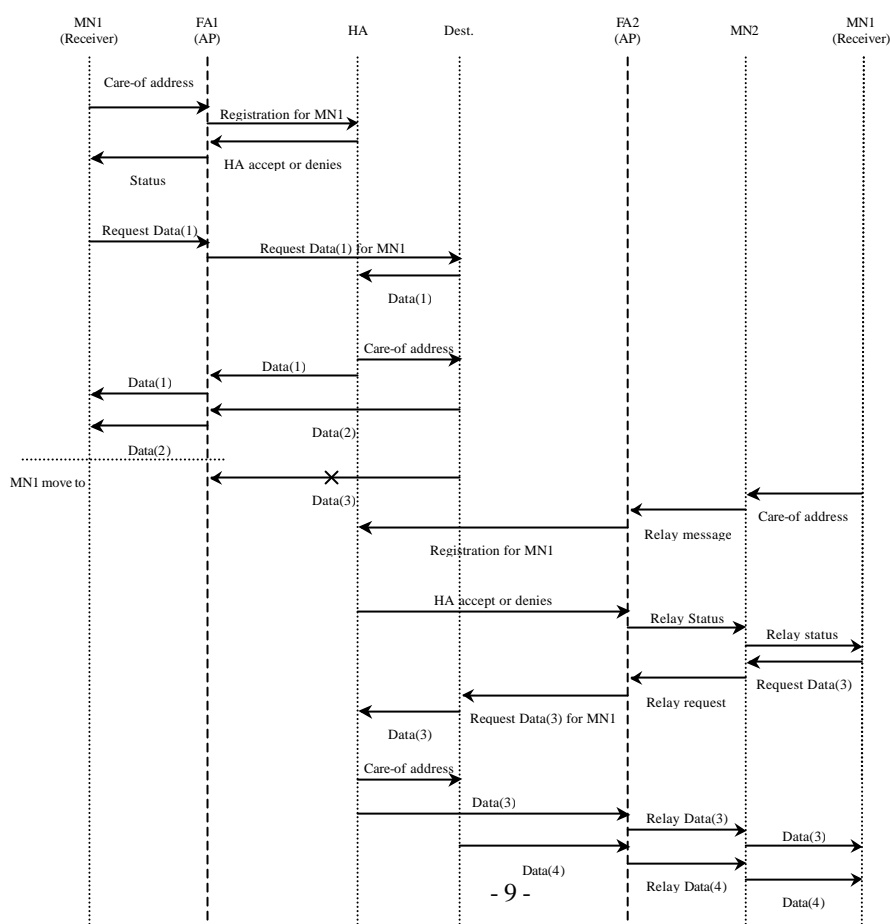 MN1 FA1 HA Dest. FA2 MN2 MN1
(Receiver) (AP) (AP) (Receiver)
Care-of address
Registration for MN1
HA accept or denies
Status
Request Data(1)
Request Data(1) for MN1
Data(1)
Care-of address
Data(1)
Data(1)
Data(2)
Data(2)
MN1 move to
Data(3)
Care-of address
Relay message
Registration for MN1
HA accept or denies
Relay Status
Relay status
Request Data(3)
Relay request
Request Data(3) for MN1
Data(3)
Care-of address
Data(3)
Relay Data(3)
Data(3)
Data(4)
Relay Data(4)
- 9 -
Data(4)